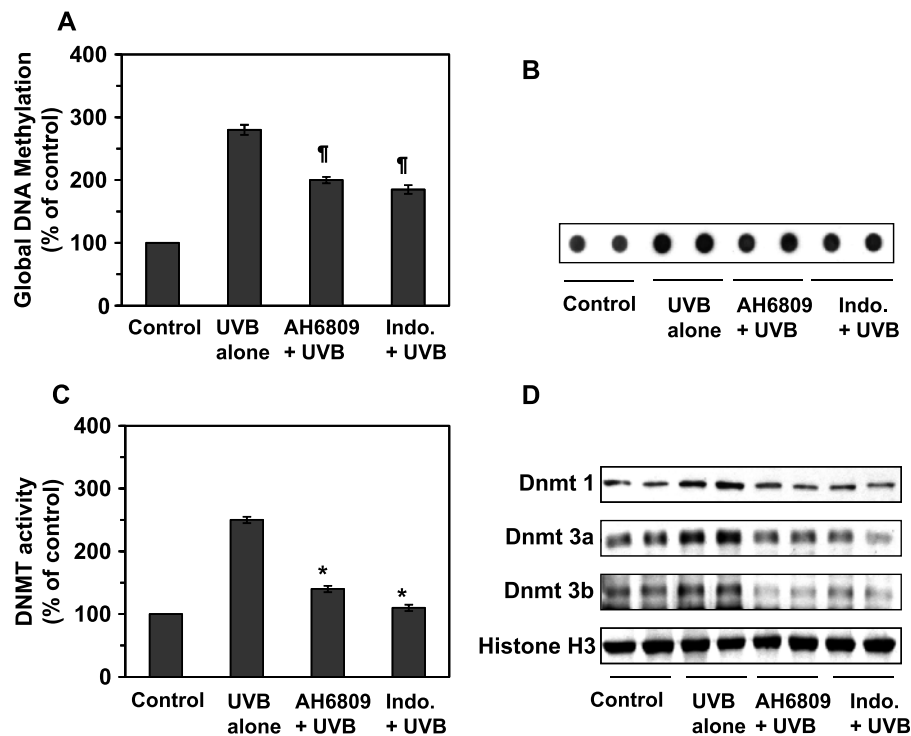 A
Global DNA Methylation
(% of control)
400
300
200
100
0
¶
¶
Control
UVB
alone
AH6809
+ UVB
Indo.
+ UVB
B
Control
UVB
alone
AH6809
+ UVB
Indo.
+ UVB
C
DNMT activity
(% of control)
400
300
200
100
0
*
*
Control
UVB
alone
AH6809
+ UVB
Indo.
+ UVB
D
Dnmt 1
Dnmt 3a
Dnmt 3b
Histone H3
Control
UVB
alone
AH6809
+ UVB
Indo.
+ UVB